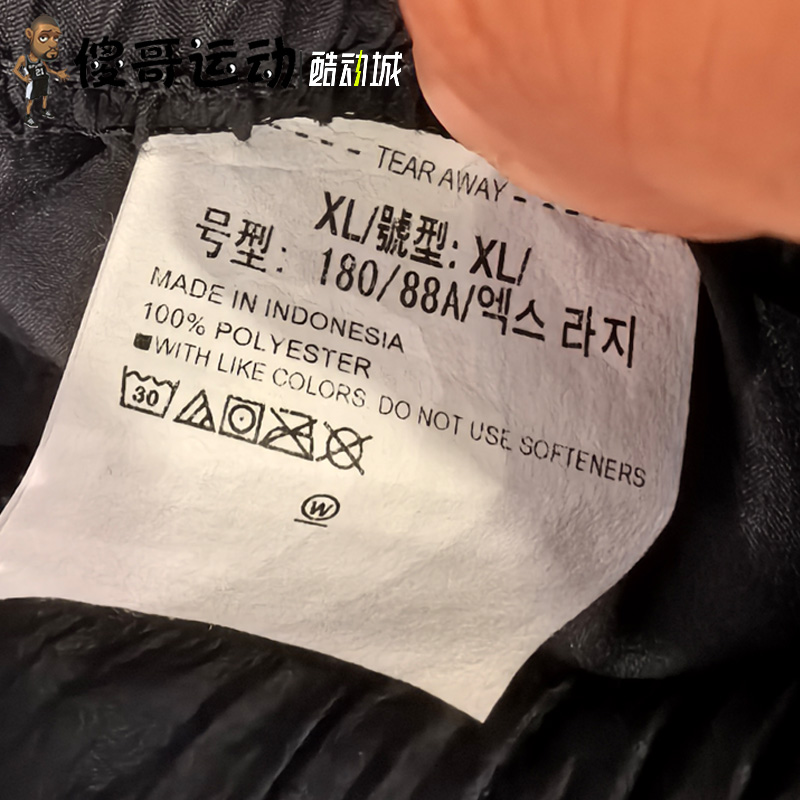 傻哥运动 酷动城
TEAR AWAY
XL/號型: XL/
号型: 180/88A/엑스 라지
MADE IN INDONESIA
100% POLYESTER
WITH LIKE COLORS. DO NOT USE SOFTENERS
30
W